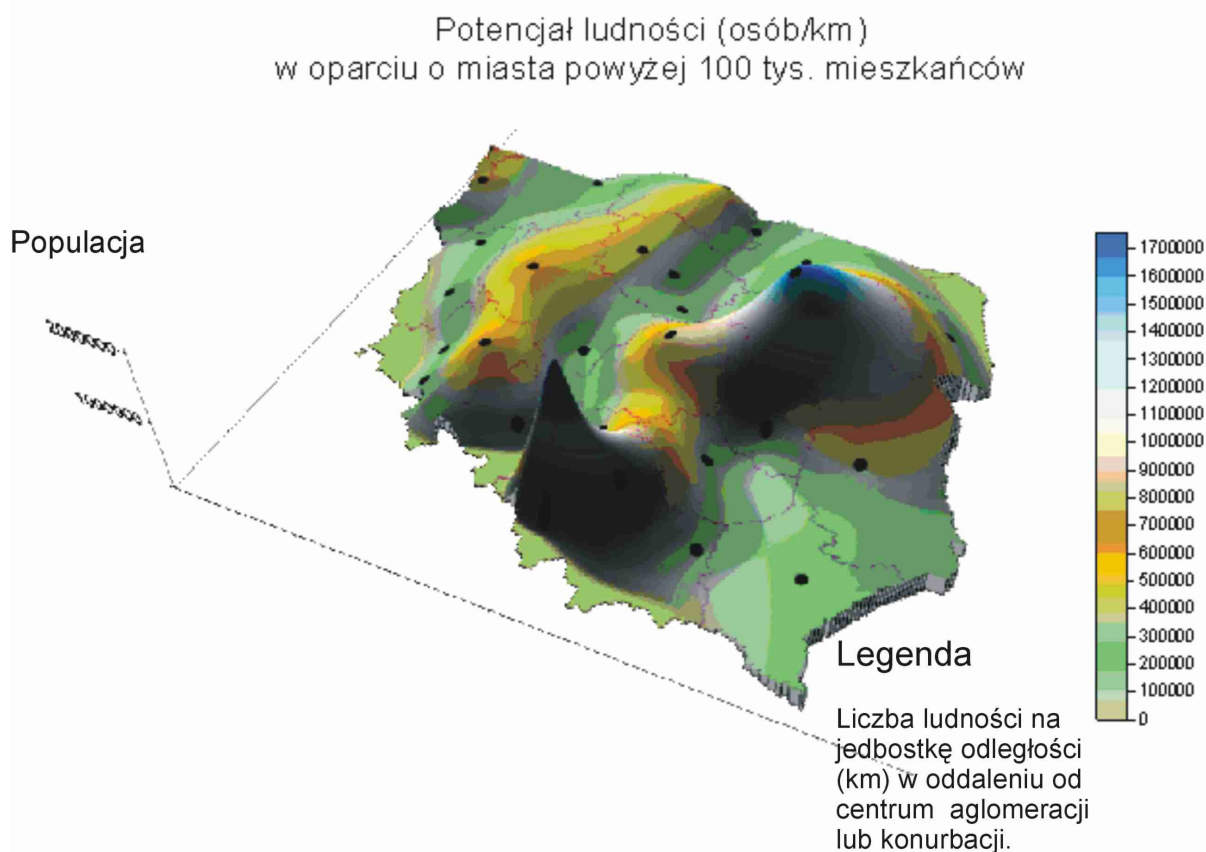 Potencjał ludności (osób/km)
w oparciu o miasta powyżej 100 tys. mieszkańców
Populacja
1700000
1600000
1500000
1400000
1300000
1200000
1100000
1000000
900000
800000
700000
600000
500000
400000
300000
200000
100000
0
Legenda
Liczba ludności na
jedbostkę odległości
(km) w oddaleniu od
centrum aglomeracji
lub konurbacji.